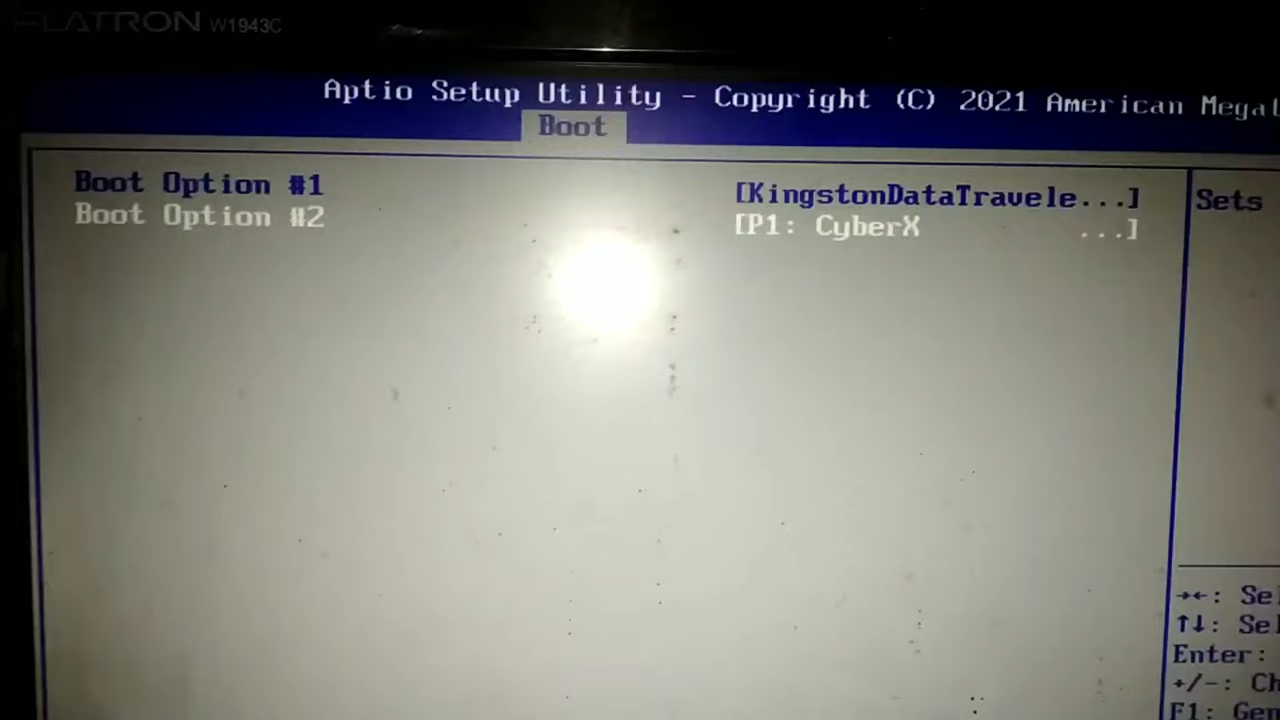 FLATRON W1943C
Aptio Setup Utility - Copyright (C) 2021 American
Boot
Boot Option #1 [KingstonDataTravele...]
Boot Option #2 [P1: CyberX ...]
Sets
→←:
↑↓:
Enter:
+/-:
F1: